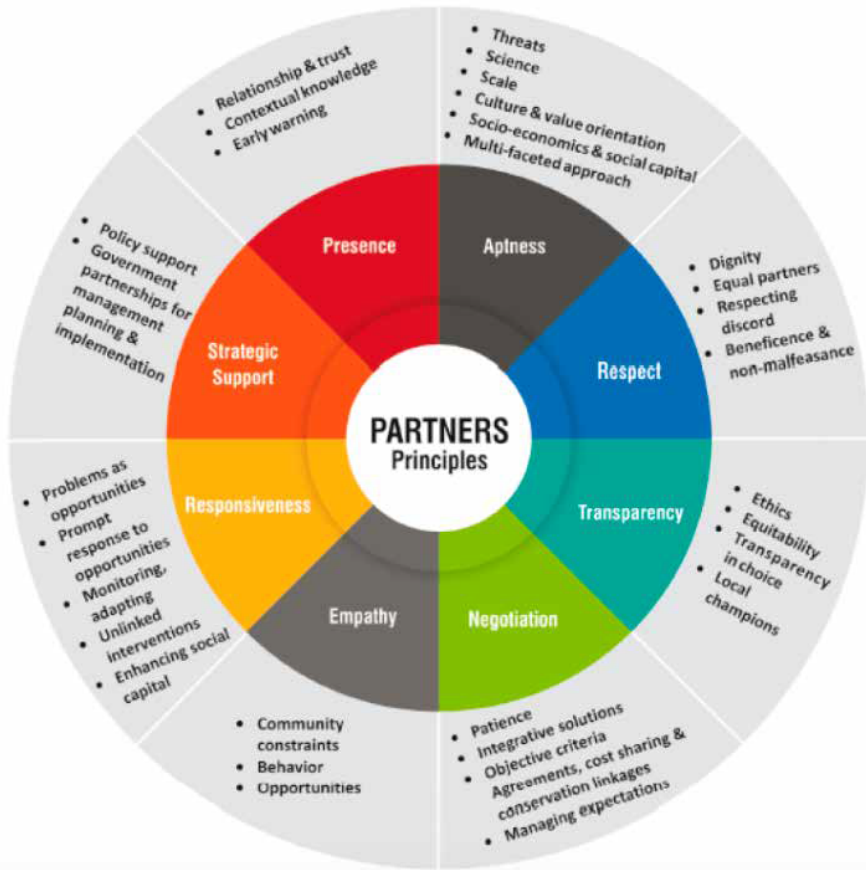 PARTNERS
Principles
Presence
• Relationship & trust
• Contextual knowledge
• Early warning
Aptness
• Threats
• Science
• Scale
• Culture & value orientation
• Socio-economics & social capital
• Multi-faceted approach
Respect
• Dignity
• Equal partners
• Respecting
discord
• Beneficence &
non-malfeasance
Transparency
• Ethics
• Equitability
• Transparency
in choice
• Local
champions
Negotiation
• Patience
• Integrative solutions
• Objective criteria
• Agreements, cost sharing &
conservation linkages
• Managing expectations
Empathy
• Community
constraints
• Behavior
• Opportunities
Responsiveness
• Problems as
opportunities
• Prompt
response to
opportunities
• Monitoring,
adapting
• Unlinked
interventions
• Enhancing social
capital
Strategic
Support
• Policy support
• Government
partnerships for
management
planning &
implementation